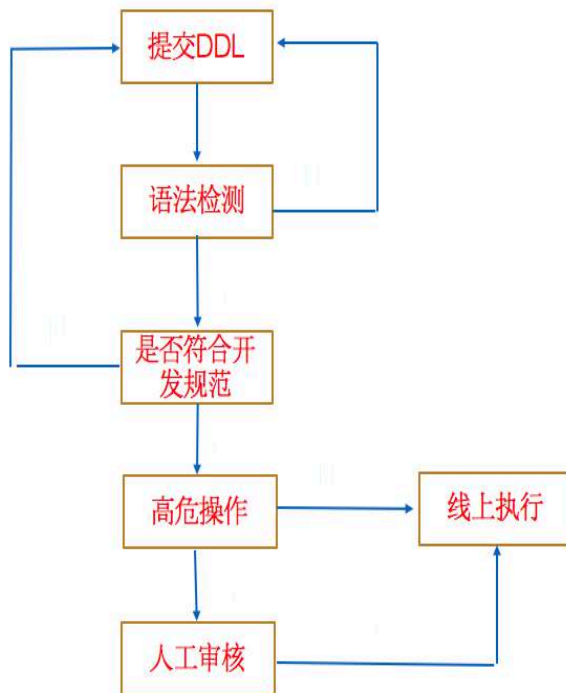 提交DDL
语法检测
是否符合开
发规范
高危操作
线上执行
人工审核